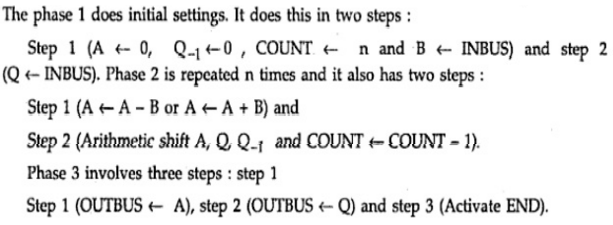 The phase 1 does initial settings. It does this in two steps :
Step 1 (A ← 0, Q₋₁ ← 0 , COUNT ← n and B ← INBUS) and step 2
(Q ← INBUS). Phase 2 is repeated n times and it also has two steps :
Step 1 (A ← A – B or A ← A + B) and
Step 2 (Arithmetic shift A, Q, Q₋₁ and COUNT ← COUNT – 1).
Phase 3 involves three steps : step 1
Step 1 (OUTBUS ← A), step 2 (OUTBUS ← Q) and step 3 (Activate END).